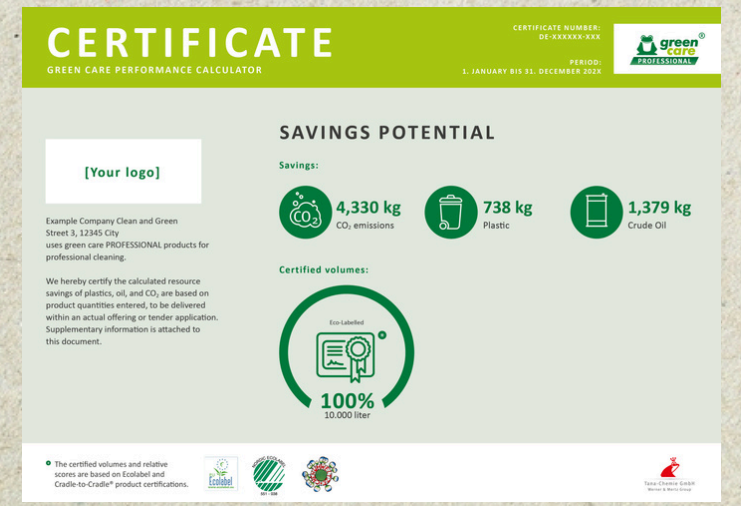 CERTIFICATE
GREEN CARE PERFORMANCE CALCULATOR
CERTIFICATE NUMBER:
DE-XXXXXX-XXX
PERIOD:
1. JANUARY BIS 31. DECEMBER 202X
green®
care
PROFESSIONAL
[Your logo]
Example Company Clean and Green
Street 3, 12345 City
uses green care PROFESSIONAL products for
professional cleaning.
We hereby certify the calculated resource
savings of plastics, oil, and CO₂ are based on
product quantities entered, to be delivered
within an actual offering or tender application.
Supplementary information is attached to
this document.
SAVINGS POTENTIAL
Savings:
CO₂
4,330 kg
CO₂ emissions
738 kg
Plastic
1,379 kg
Crude Oil
Certified volumes:
Eco-Labelled
100%
10.000 liter
The certified volumes and relative
scores are based on Ecolabel and
Cradle-to-Cradle® product certifications.
Ecolabel
NORDIC ECOLABEL
Tana-Chemie GmbH
Werner & Mertz Group